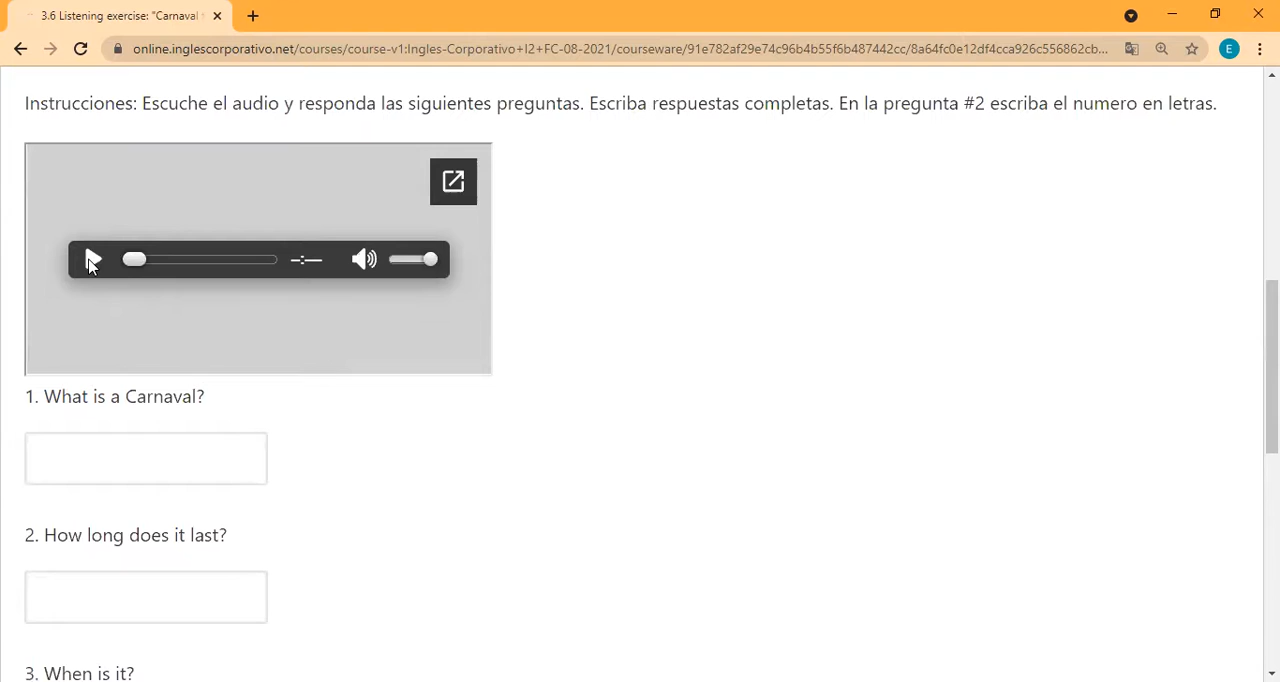 3.6 Listening exercise: "Carnaval
online.inglescorporativo.net/courses/course-v1:Ingles-Corporativo+I2+FC-08-2021/courseware/91e782af29e74c96b4b55f6b487442cc/8a64fc0e12df4cca926c556862cb...
E
Instrucciones: Escuche el audio y responda las siguientes preguntas. Escriba respuestas completas. En la pregunta #2 escriba el numero en letras.
-:--
1. What is a Carnaval?
2. How long does it last?
3. When is it?